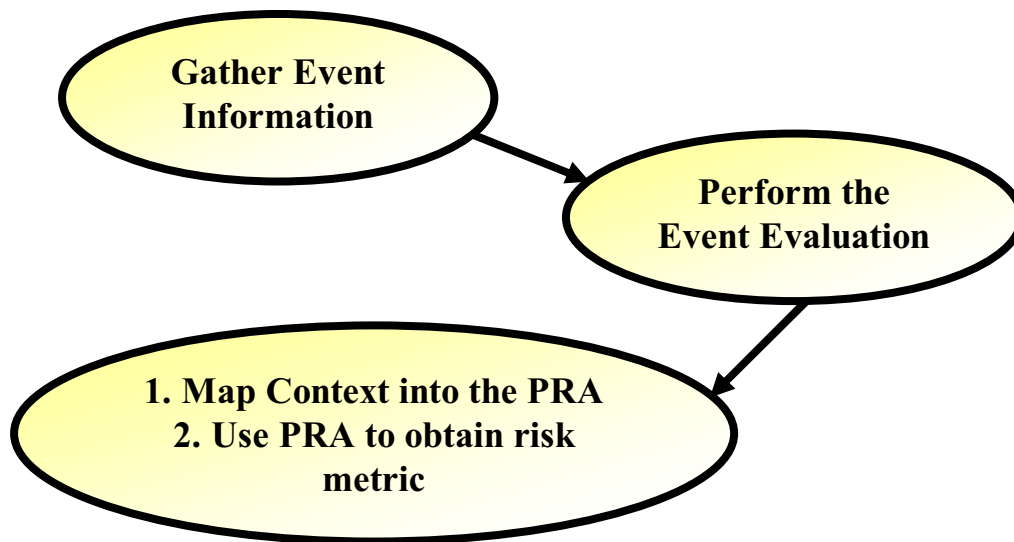 Gather Event
Information
Perform the
Event Evaluation
1. Map Context into the PRA
2. Use PRA to obtain risk
metric